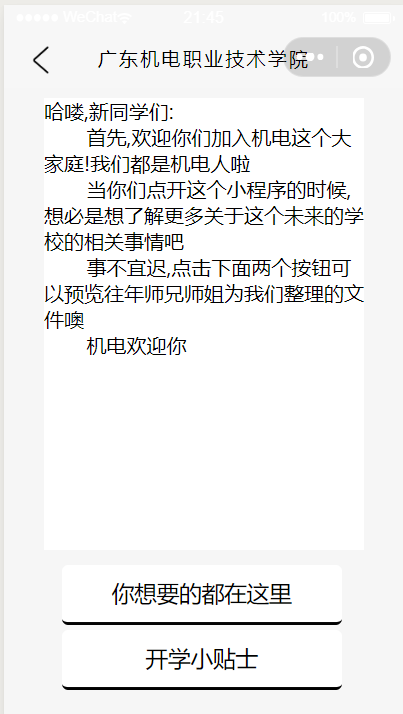 WeChat 21:45 100%
广东机电职业技术学院
哈喽,新同学们:
首先,欢迎你们加入机电这个大
家庭!我们都是机电人啦
当你们点开这个小程序的时候,
想必是想了解更多关于这个未来的学
校的相关事情吧
事不宜迟,点击下面两个按钮可
以预览往年师兄师姐为我们整理的文
件噢
机电欢迎你
你想要的都在这里
开学小贴士